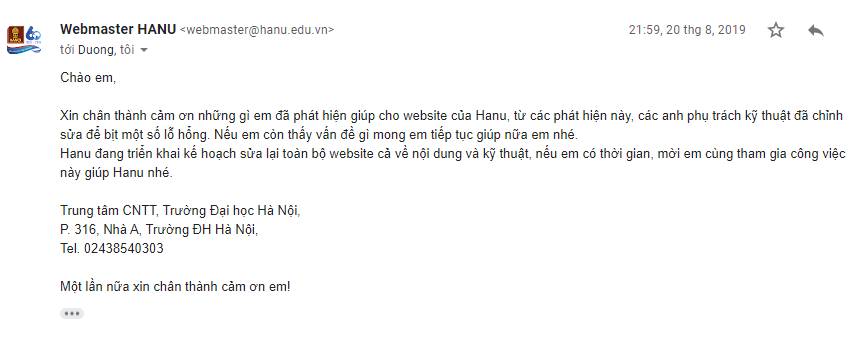 Webmaster HANU <webmaster@hanu.edu.vn> 21:59, 20 thg 8, 2019
tới Duong, tôi
Chào em,
Xin chân thành cảm ơn những gì em đã phát hiện giúp cho website của Hanu, từ các phát hiện này, các anh phụ trách kỹ thuật đã chỉnh
sửa để bịt một số lỗ hổng. Nếu em còn thấy vấn đề gì mong em tiếp tục giúp nữa em nhé.
Hanu đang triển khai kế hoạch sửa lại toàn bộ website cả về nội dung và kỹ thuật, nếu em có thời gian, mời em cùng tham gia công việc
này giúp Hanu nhé.
Trung tâm CNTT, Trường Đại học Hà Nội,
P. 316, Nhà A, Trường ĐH Hà Nội,
Tel. 02438540303
Một lần nữa xin chân thành cảm ơn em!